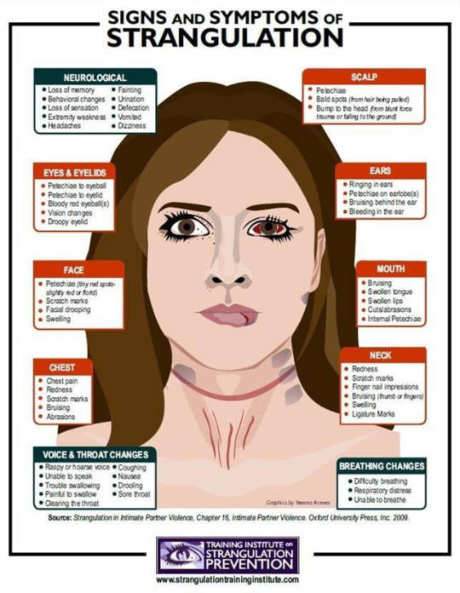 SIGNS AND SYMPTOMS OF
STRANGULATION
NEUROLOGICAL
• Loss of memory
• Behavioral changes
• Loss of sensation
• Extremity weakness
• Headaches
• Fainting
• Urination
• Defecation
• Vomited
• Dizziness
SCALP
• Petechiae
• Bald spots (from hair being pulled)
• Bump to the head (from blunt force
trauma or falling to the ground)
EYES & EYELIDS
• Petechiae to eyeball
• Petechiae to eyelid
• Bloody red eyeball(s)
• Vision changes
• Droopy eyelid
EARS
• Ringing in ears
• Petechiae on earlobe(s)
• Bruising behind the ear
• Bleeding in the ear
FACE
• Petechiae (tiny red spots-
slightly red or florid)
• Scratch marks
• Facial drooping
• Swelling
MOUTH
• Bruising
• Swollen tongue
• Swollen lips
• Cuts/abrasions
• Internal Petechiae
CHEST
• Chest pain
• Redness
• Scratch marks
• Bruising
• Abrasions
NECK
• Redness
• Scratch marks
• Finger nail impressions
• Bruising (thumb or fingers)
• Swelling
• Ligature Marks
VOICE & THROAT CHANGES
• Raspy or hoarse voice
• Unable to speak
• Trouble swallowing
• Painful to swallow
• Clearing the throat
• Coughing
• Nausea
• Drooling
• Sore throat
BREATHING CHANGES
• Difficulty breathing
• Respiratory distress
• Unable to breathe
Graphics by Yesenia
Source: Strangulation in Intimate Partner Violence, Chapter 16, Intimate Partner Violence. Oxford University Press, Inc. 2009.
TRAINING INSTITUTE ON
STRANGULATION
PREVENTION
www.strangulationtraininginstitute.com